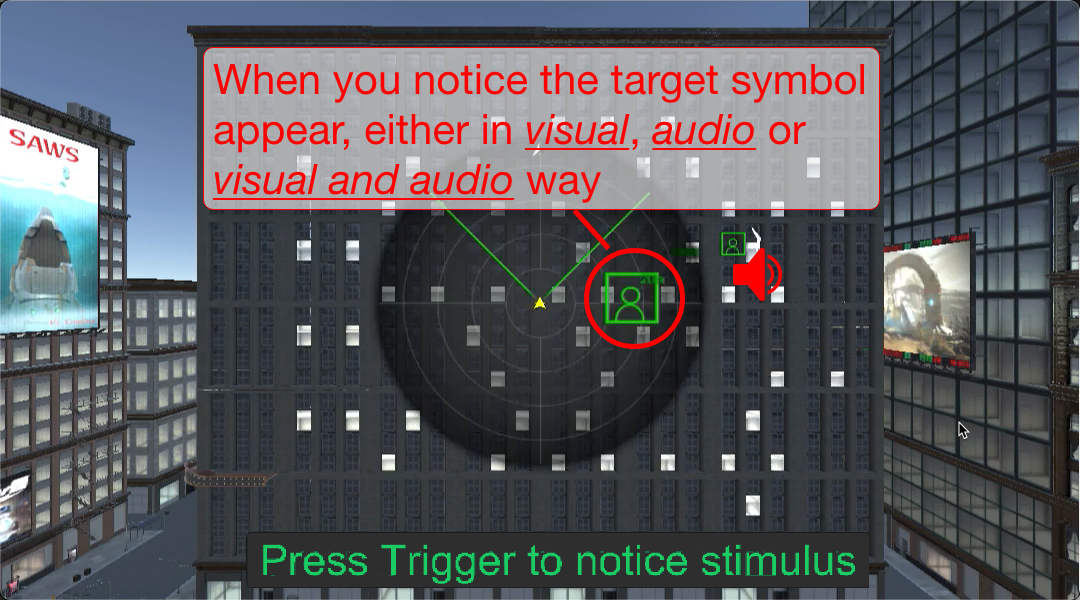 When you notice the target symbol
appear, either in visual, audio or
visual and audio way
SAWS
Press Trigger to notice stimulus